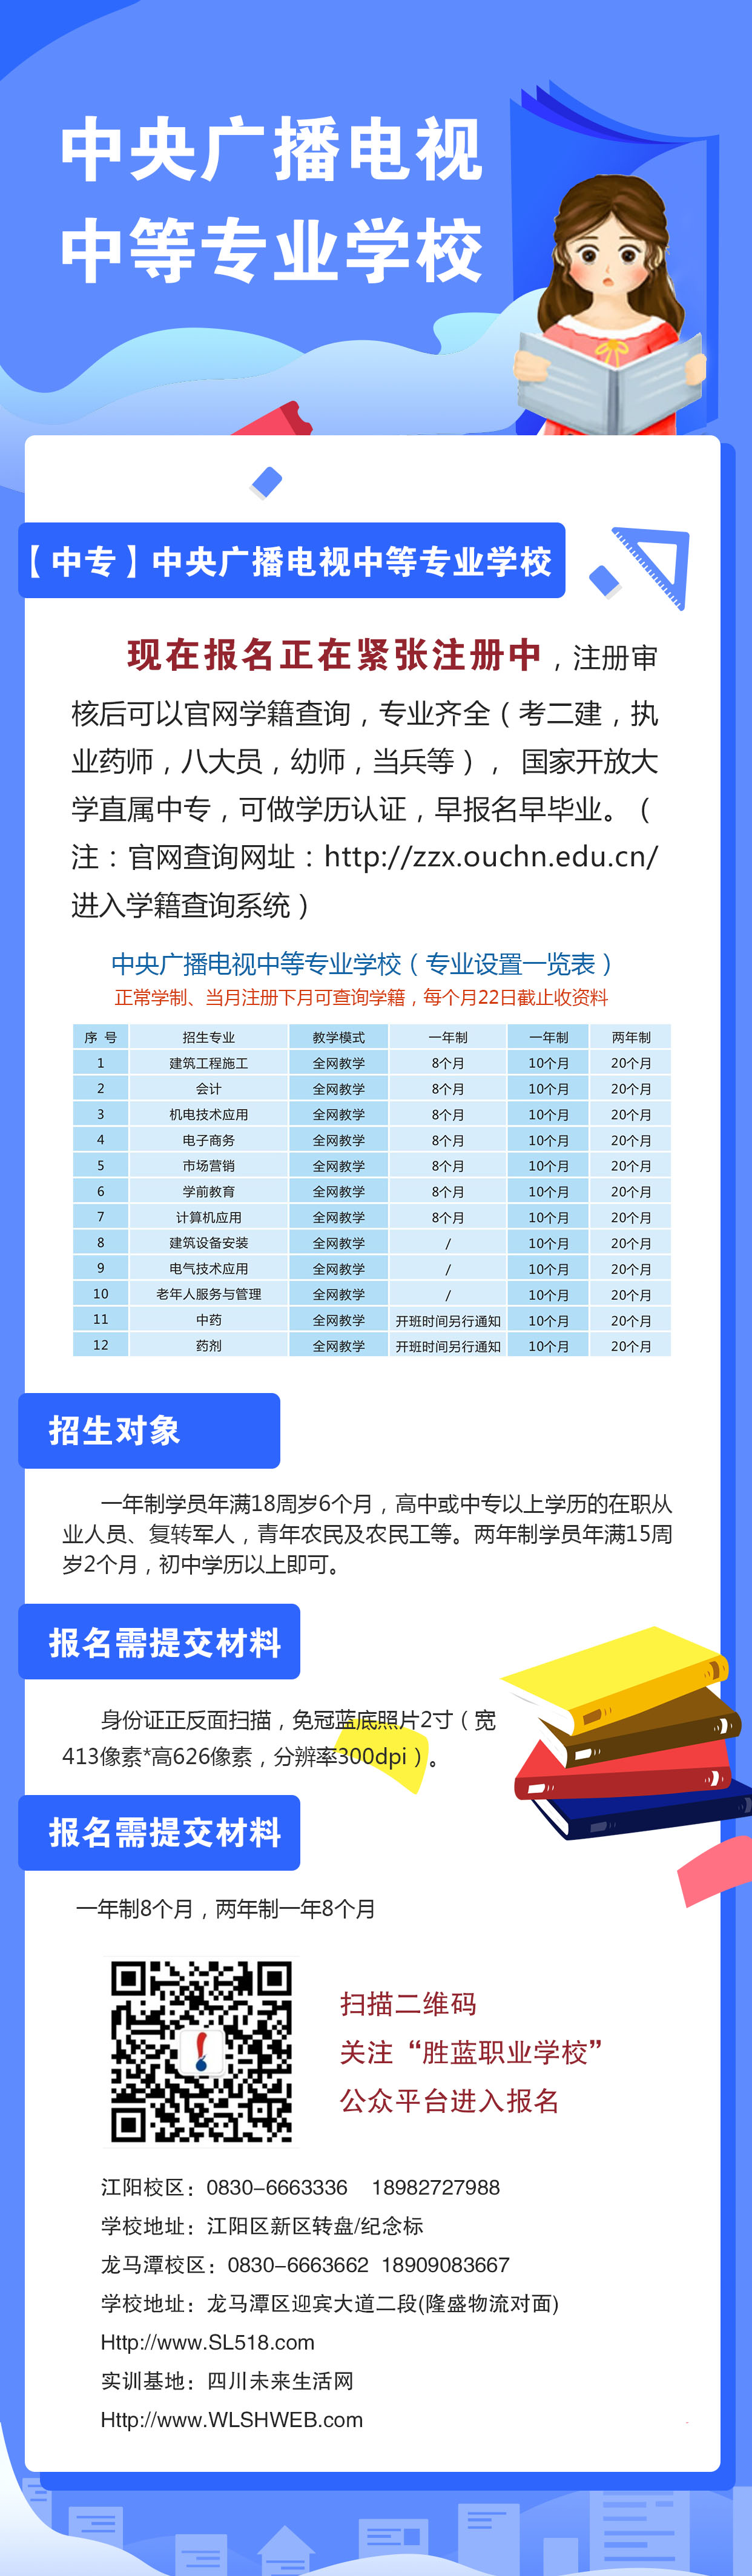 中央广播电视
中等专业学校
【中专】中央广播电视中等专业学校
现在报名正在紧张注册中，注册审
核后可以官网学籍查询，专业齐全（考二建，执
业药师，八大员，幼师，当兵等），国家开放大
学直属中专，可做学历认证，早报名早毕业。（
注：官网查询网址：http://zzx.ouchn.edu.cn/
进入学籍查询系统）
中央广播电视中等专业学校（专业设置一览表）
正常学制、当月注册下月可查询学籍，每个月22日截止收资料
序 号 招生专业 教学模式 一年制 一年制 两年制
1 建筑工程施工 全网教学 8个月 10个月 20个月
2 会计 全网教学 8个月 10个月 20个月
3 机电技术应用 全网教学 8个月 10个月 20个月
4 电子商务 全网教学 8个月 10个月 20个月
5 市场营销 全网教学 8个月 10个月 20个月
6 学前教育 全网教学 8个月 10个月 20个月
7 计算机应用 全网教学 8个月 10个月 20个月
8 建筑设备安装 全网教学 / 10个月 20个月
9 电气技术应用 全网教学 / 10个月 20个月
10 老年人服务与管理 全网教学 / 10个月 20个月
11 中药 全网教学 开班时间另行通知 10个月 20个月
12 药剂 全网教学 开班时间另行通知 10个月 20个月
招生对象
一年制学员年满18周岁6个月，高中或中专以上学历的在职从
业人员、复转军人，青年农民及农民工等。两年制学员年满15周
岁2个月，初中学历以上即可。
报名需提交材料
身份证正反面扫描，免冠蓝底照片2寸（宽
413像素*高626像素，分辨率300dpi）。
报名需提交材料
一年制8个月，两年制一年8个月
扫描二维码
关注“胜蓝职业学校”
公众平台进入报名
江阳校区：0830-6663336 18982727988
学校地址：江阳区新区转盘/纪念标
龙马潭校区：0830-6663662 18909083667
学校地址：龙马潭区迎宾大道二段(隆盛物流对面)
Http://www.SL518.com
实训基地：四川未来生活网
Http://www.WLSHWEB.com